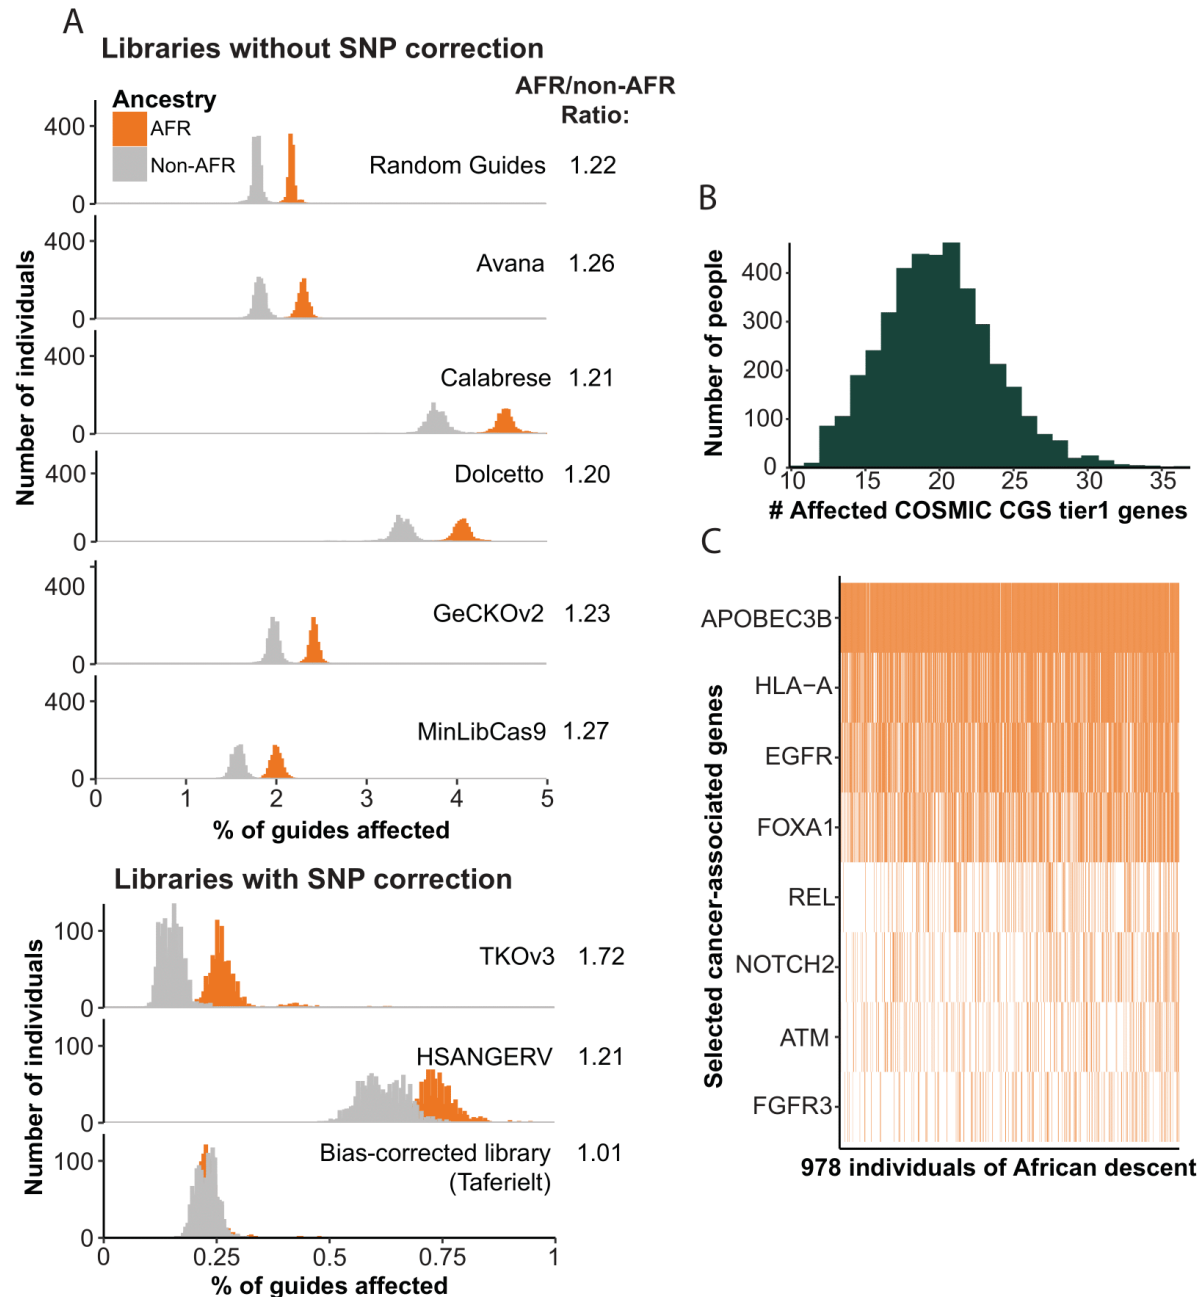 A
Libraries without SNP correction
AFR/non-AFR
Ratio:
Ancestry
AFR
Non-AFR
Number of individuals
400
0
Random Guides 1.22
400
0
Avana 1.26
400
0
Calabrese 1.21
400
0
Dolcetto 1.20
400
0
GeCKOv2 1.23
400
0
MinLibCas9 1.27
0 1 2 3 4 5
% of guides affected
Libraries with SNP correction
Number of individuals
100
0
TKOv3 1.72
100
0
HSANGERV 1.21
100
0
Bias-corrected library 1.01
(Taferielt)
0 0.25 0.5 0.75 1
% of guides affected
B
Number of people
400
300
200
100
0
10 15 20 25 30 35
# Affected COSMIC CGS tier1 genes
C
Selected cancer-associated genes
APOBEC3B
HLA−A
EGFR
FOXA1
REL
NOTCH2
ATM
FGFR3
978 individuals of African descent